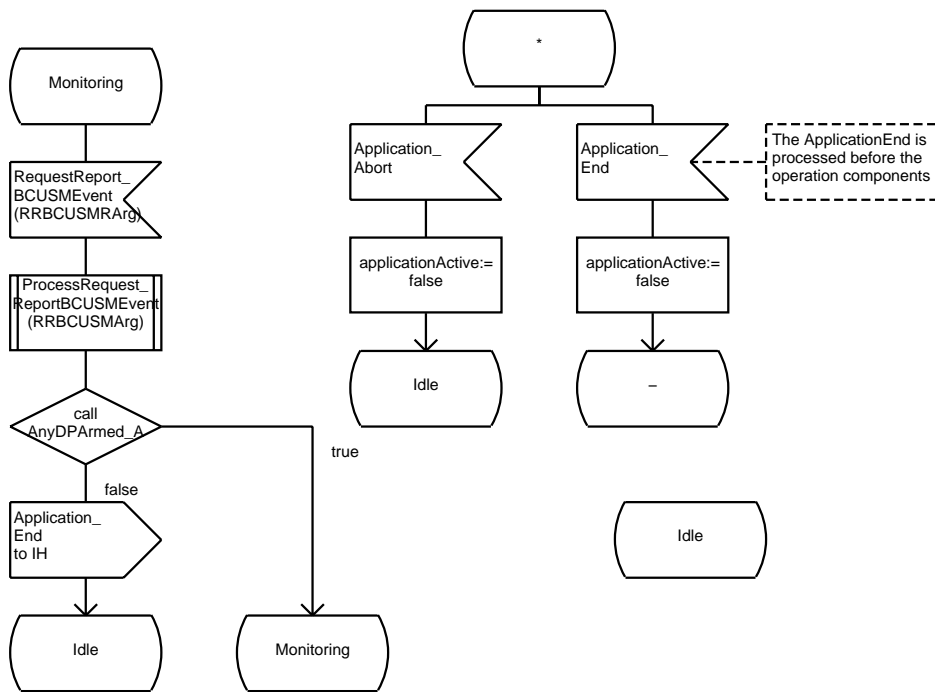 Monitoring
RequestReport_
BCUSMEvent
(RRBCUSMRArg)
ProcessRequest_
ReportBCUSMEvent
(RRBCUSMArg)
call
AnyDPArmed_A
true
false
Application_
End
to IH
Idle
Monitoring
*
Application_
Abort
Application_
End
The ApplicationEnd is
processed before the
operation components
applicationActive:=
false
applicationActive:=
false
Idle
–
Idle